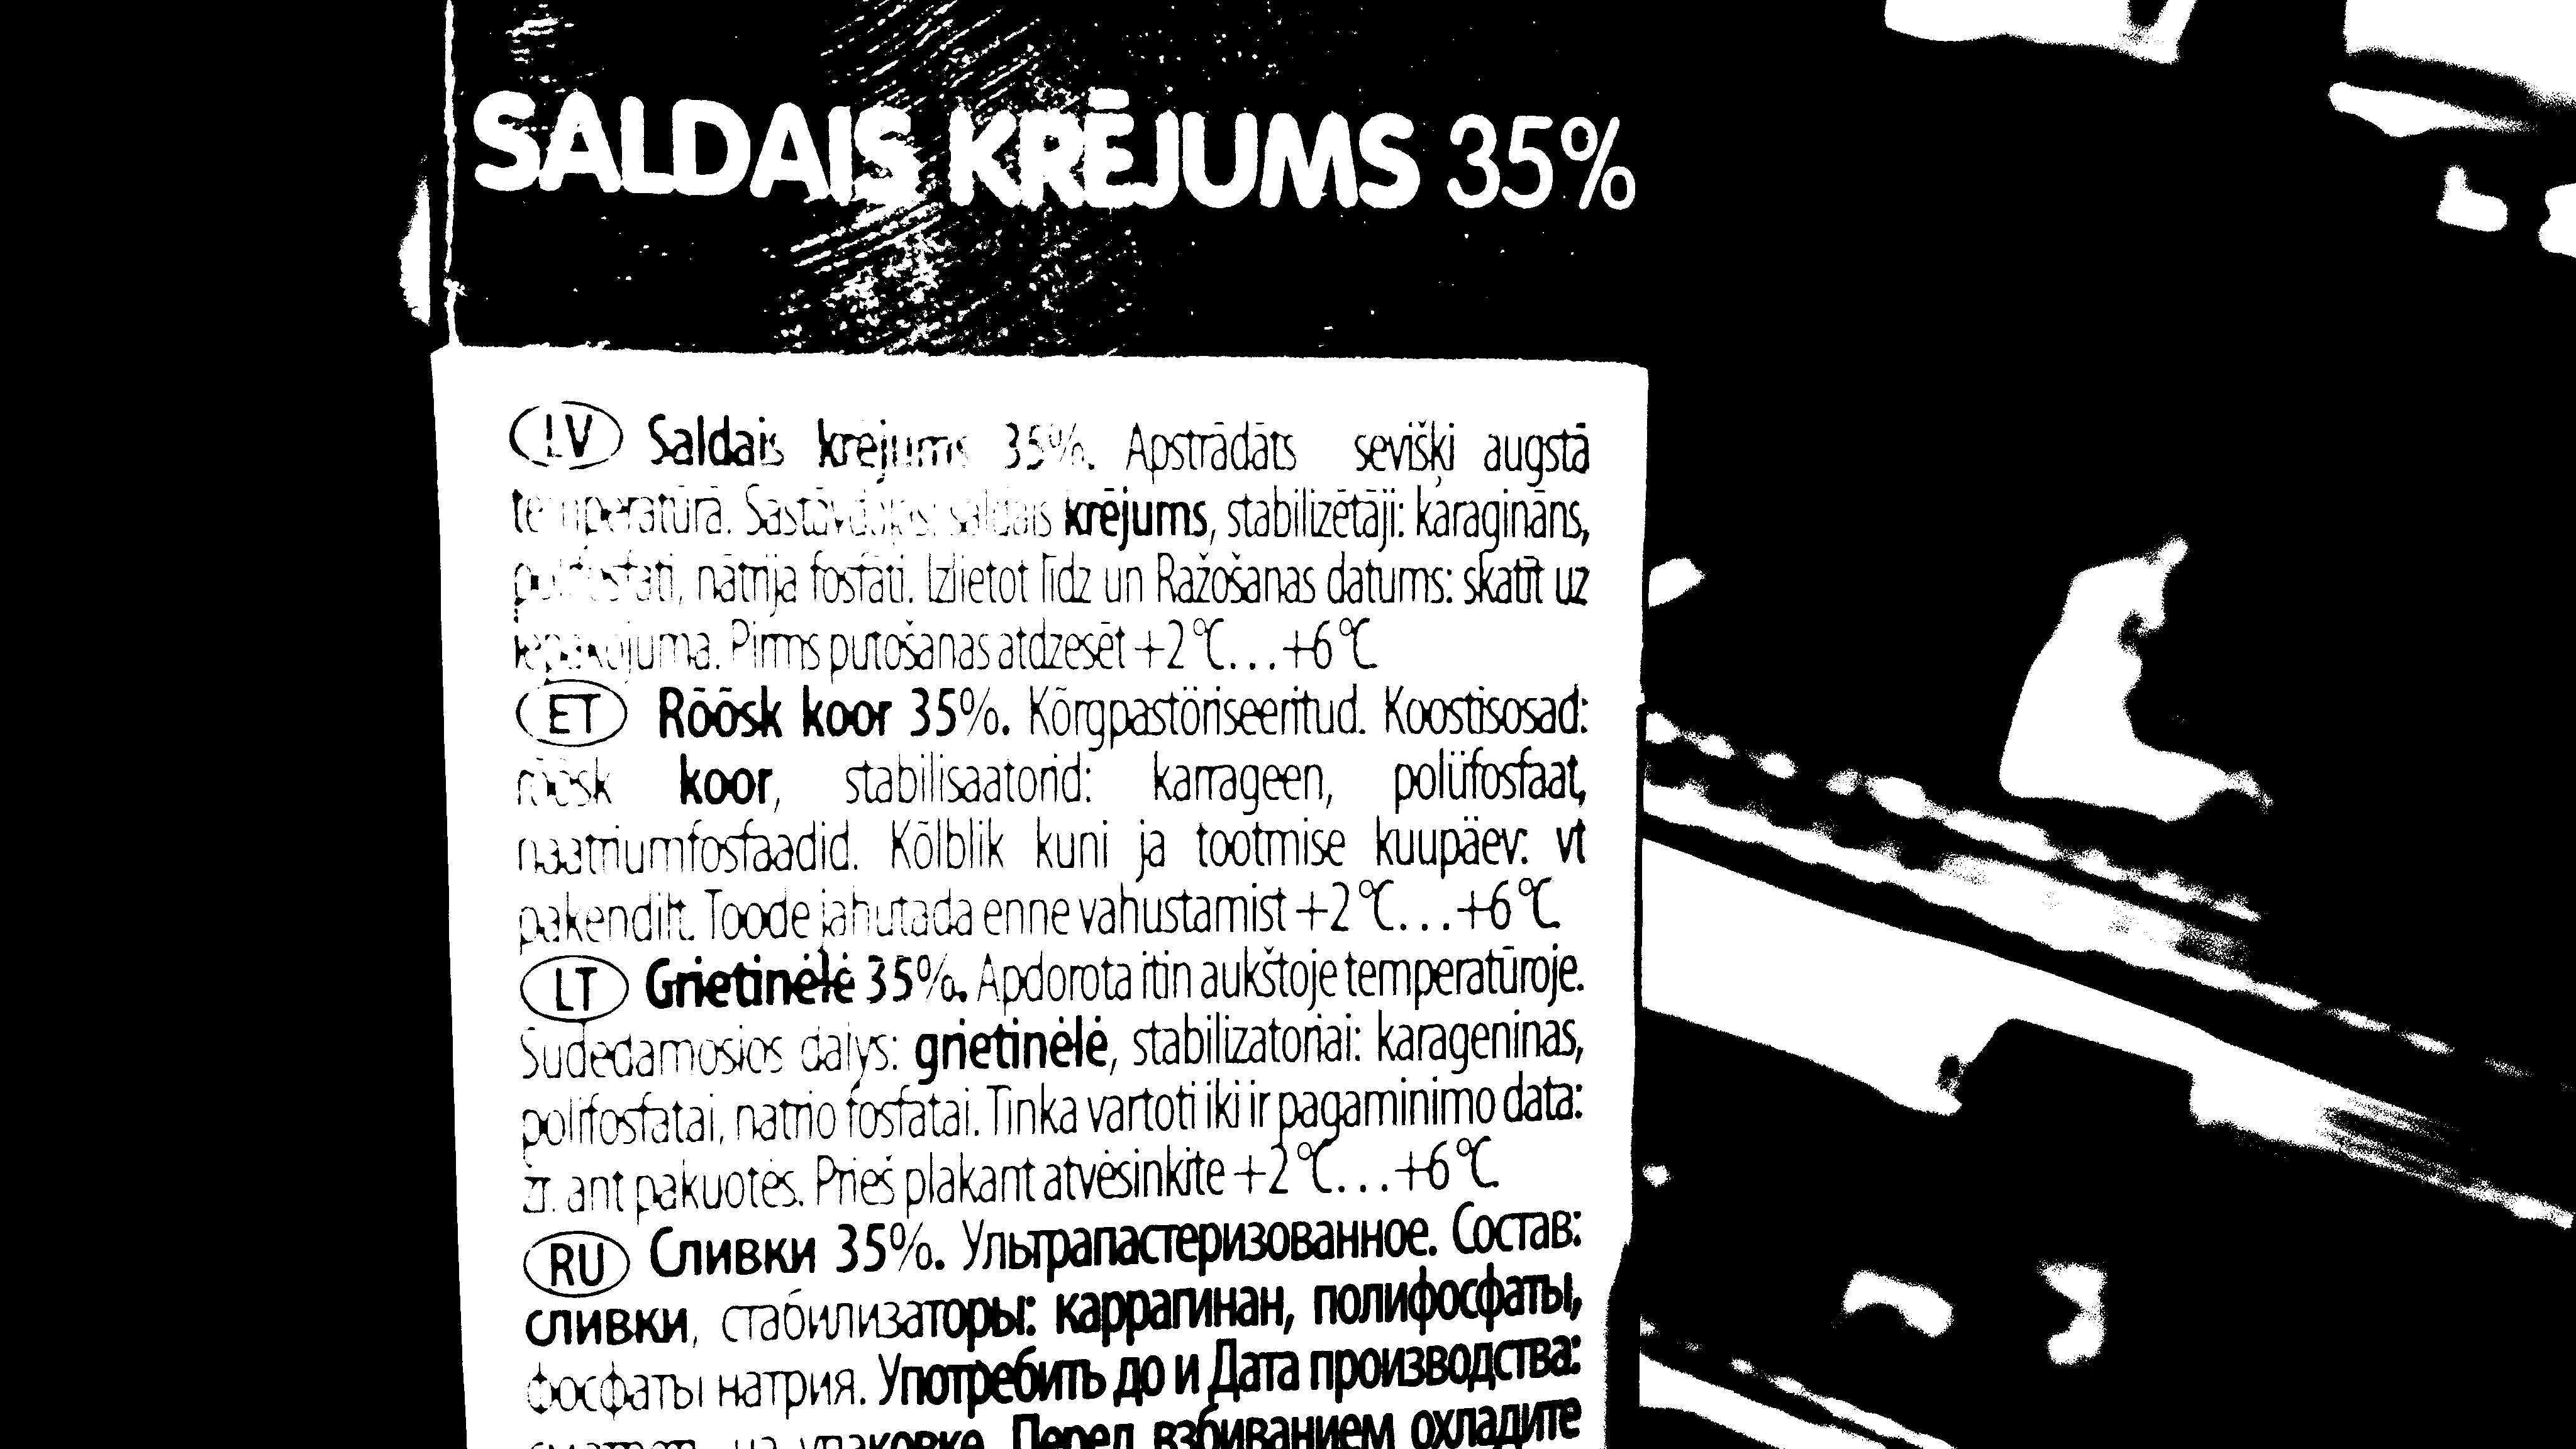 SALDAIS KRĒJUMS 35%
LV Saldais krējums 35%. Apstrādāts sevišķi augstā
temperatūrā. Sastāvdaļas: saldais krējums, stabilizētāji: karagināns,
polifosfāti, nātrija fosfāti. Izlietot līdz un Ražošanas datums: skatīt uz
iepakojuma. Pirms putošanas atdzesēt +2°C...+6°C
ET Rõõsk koor 35%. Kõrgpastöriseeritud. Koostisosad:
rõõsk koor, stabilisaatorid: karrageen, polüfosfaat,
naatriumfosfaadid. Kõlblik kuni ja tootmise kuupäev: vt
pakendilt. Toode jahutada enne vahustamist +2°C...+6°C
LT Grietinėlė 35%. Apdorota itin aukštoje temperatūroje.
Sudedamosios dalys: grietinėlė, stabilizatoriai: karageninas,
polifosfatai, natrio fosfatai. Tinka vartoti iki ir pagaminimo data:
žr. ant pakuotės. Prieš plakant atvėsinkite +2°C...+6°C
RU Сливки 35%. Ультрапастеризованное. Состав:
сливки, стабилизаторы: каррагинан, полифосфаты,
фосфаты натрия. Употребить до и Дата производства:
на упаковке. Перед взбиванием охладите